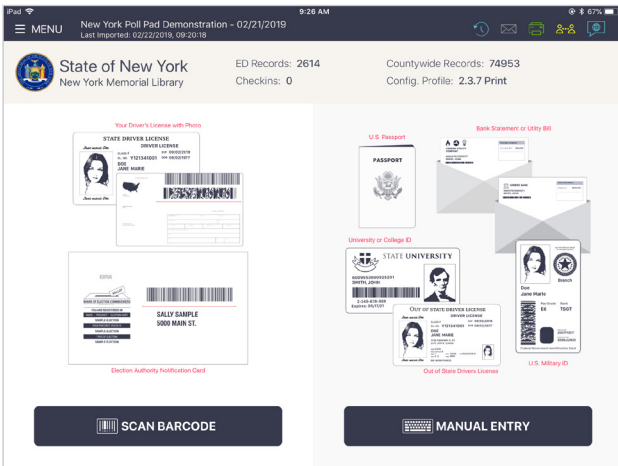 iPad
9:26 AM
67%
MENU
New York Poll Pad Demonstration - 02/21/2019
Last Imported: 02/22/2019, 09:20:18
State of New York
New York Memorial Library
ED Records: 2614
Checkins: 0
Countywide Records: 74953
Config. Profile: 2.3.7 Print
Your Driver's License with Photo
STATE DRIVER LICENSE
DRIVER LICENSE
Y121341001
DOE
JANE MARIE
SALLY SAMPLE
5000 MAIN ST.
Election Authority Notification Card
U.S. Passport
PASSPORT
Bank Statement or Utility Bill
University or College ID
STATE UNIVERSITY
SMITH, JOHN
OUT OF STATE DRIVER LICENSE
DRIVER LICENSE
DOE
JANE MARIE
Out of State Drivers License
Branch
Doe
Jane Marie
Pay Grade Rank
E6 TSGT
U.S. Military ID
SCAN BARCODE
MANUAL ENTRY